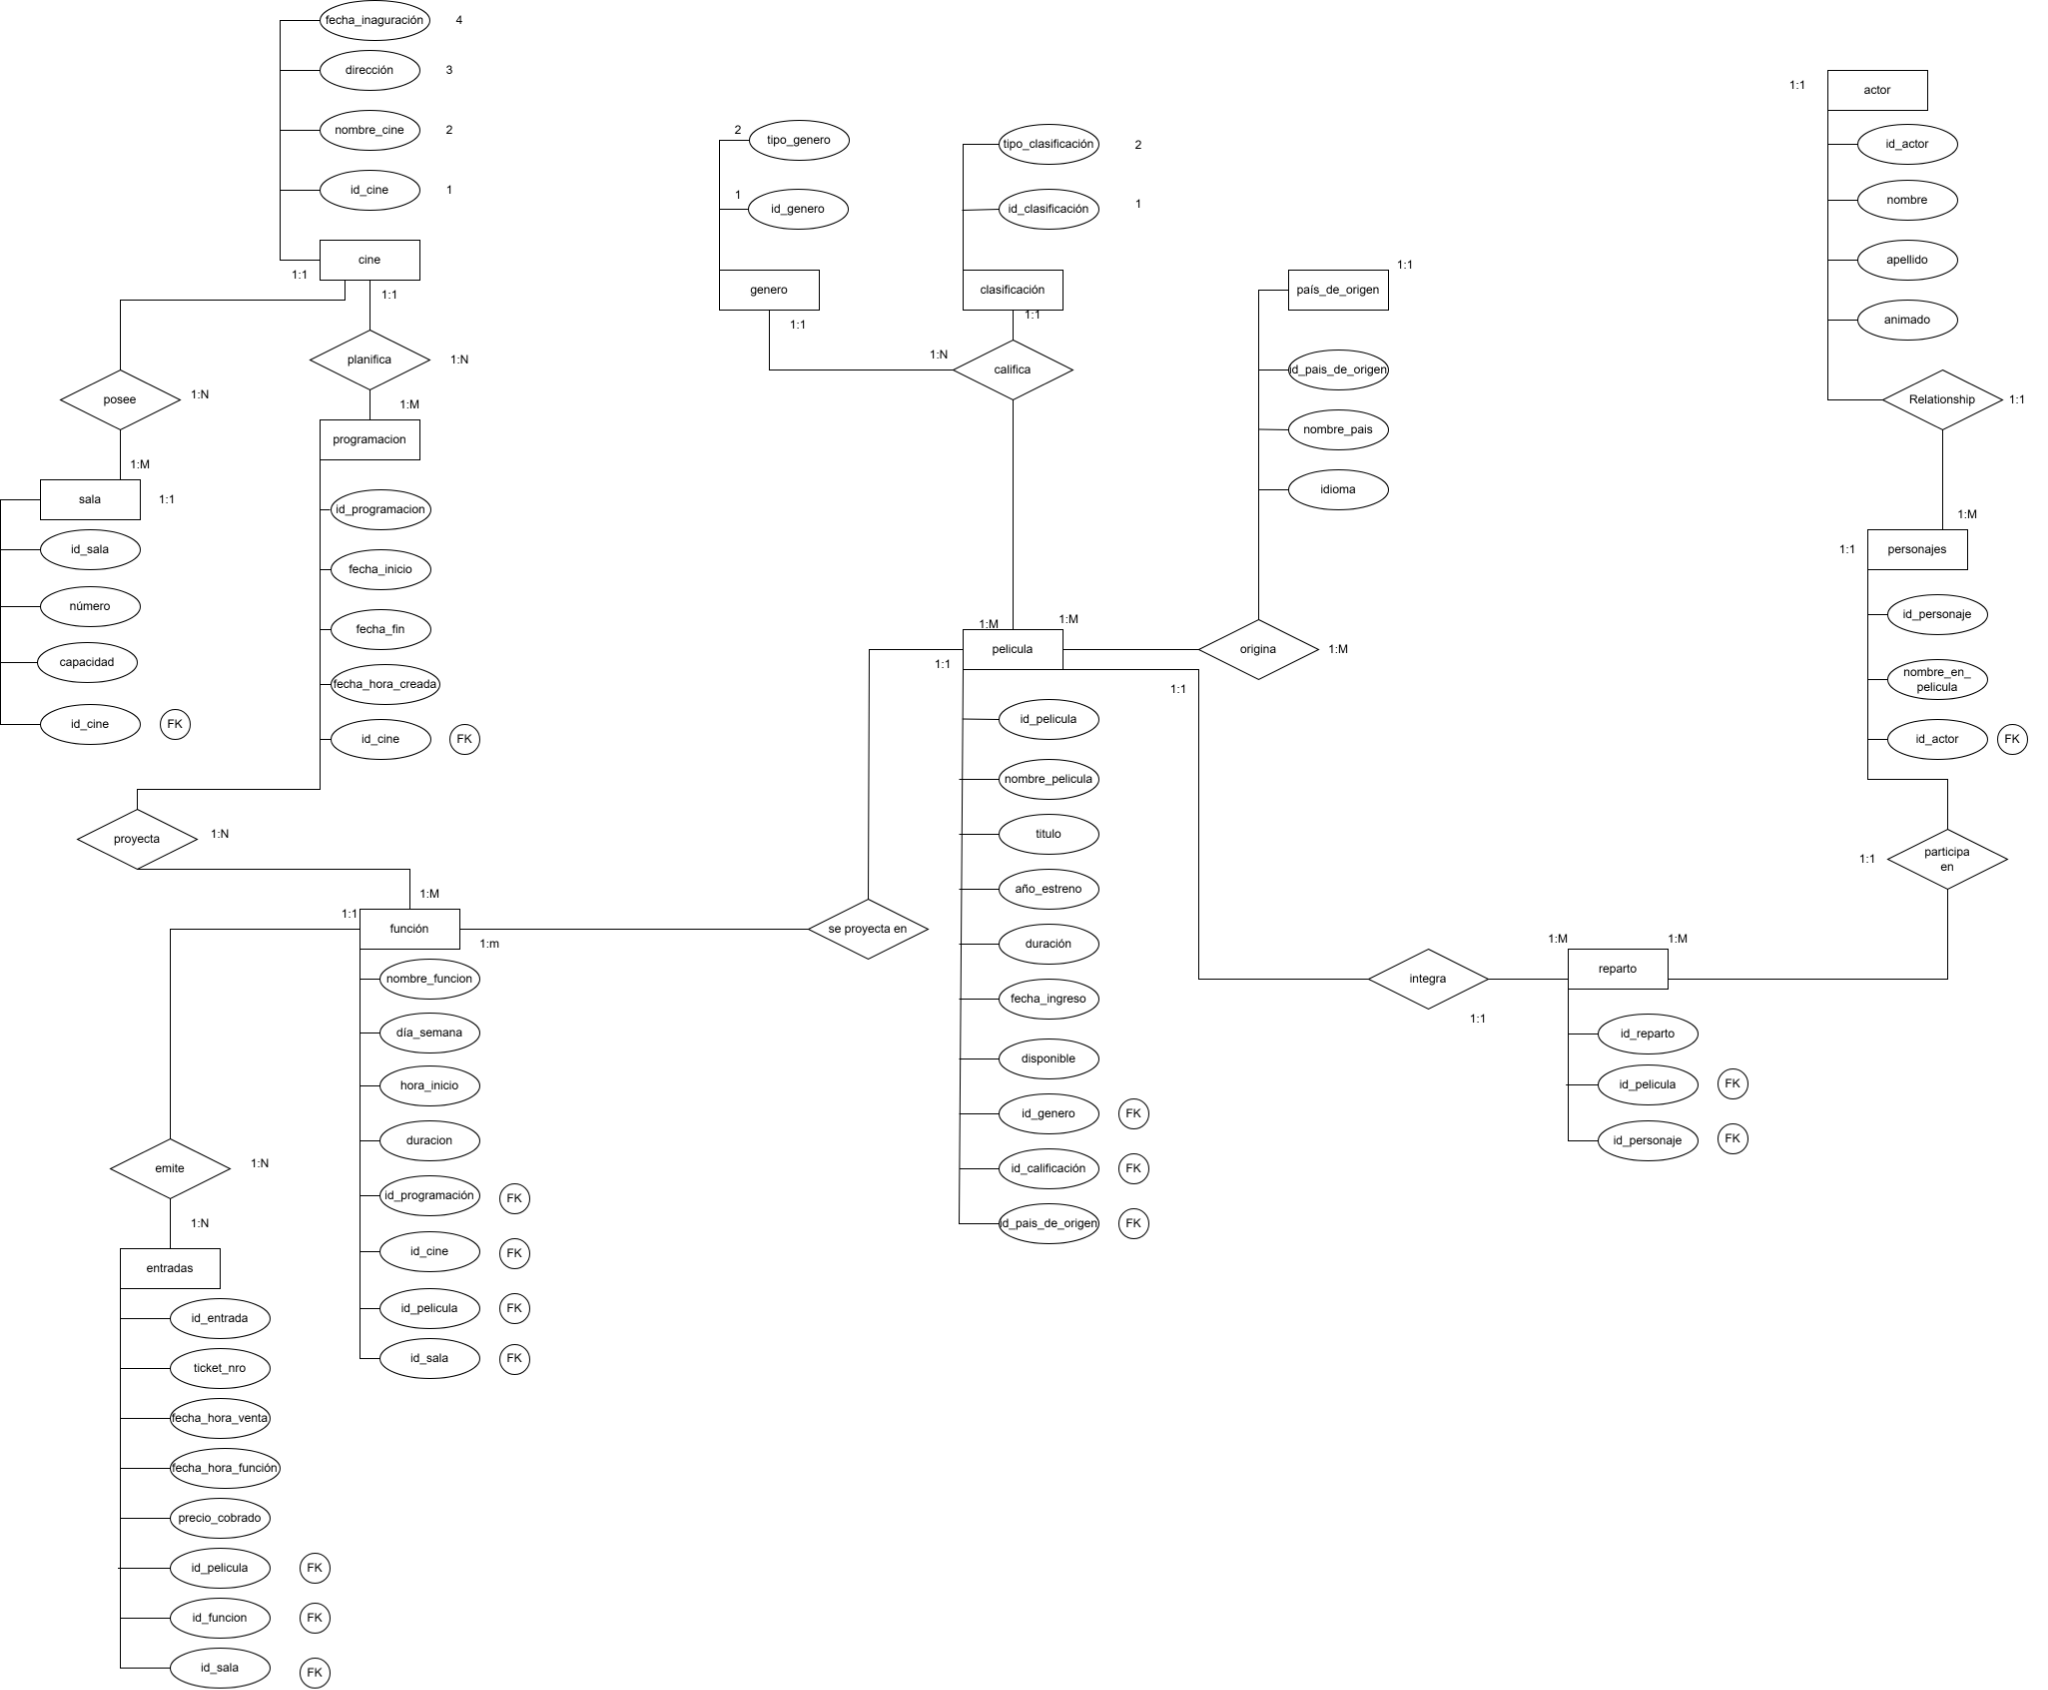 fecha_inaguración
4
dirección
3
nombre_cine
2
id_cine
1
cine
1:1
1:1
planifica
1:N
posee
1:N
1:M
programacion
1:M
sala
1:1
id_sala
número
capacidad
id_cine
FK
id_programacion
fecha_inicio
fecha_fin
fecha_hora_creada
id_cine
FK
proyecta
1:N
1:M
1:1
función
1:m
nombre_funcion
día_semana
hora_inicio
duracion
id_programación
FK
id_cine
FK
id_pelicula
FK
id_sala
FK
emite
1:N
1:N
entradas
id_entrada
ticket_nro
fecha_hora_venta
fecha_hora_función
precio_cobrado
id_pelicula
FK
id_funcion
FK
id_sala
FK
2
tipo_genero
1
id_genero
genero
1:1
tipo_clasificación
2
id_clasificación
1
clasificación
1:1
1:N
califica
país_de_origen
1:1
id_pais_de_origen
nombre_pais
idioma
origina
1:M
1:M
1:M
pelicula
1:1
1:1
se proyecta en
id_pelicula
nombre_pelicula
titulo
año_estreno
duración
fecha_ingreso
disponible
id_genero
FK
id_calificación
FK
id_pais_de_origen
FK
1:1
actor
id_actor
nombre
apellido
animado
Relationship
1:1
1:M
1:1
personajes
id_personaje
nombre_en_
pelicula
id_actor
FK
participa
en
1:1
integra
1:1
1:M
1:M
reparto
id_reparto
id_pelicula
FK
id_personaje
FK